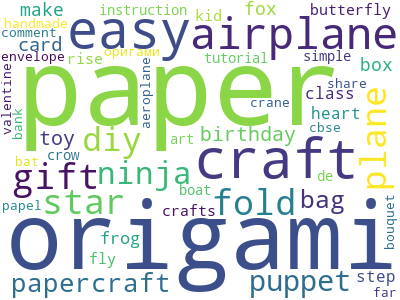 instruction fox butterfly
make kid
handmade
comment card easy airplane
envelope rise оригами tutorial simple box
paper
valentine aeroplane crane share class plane
bank toy diy art birthday heart
bat crow gift ninja craft cbse
star boat fold bag de
papel crafts
origami bouquet
frog
fly
papercraft puppet step
far